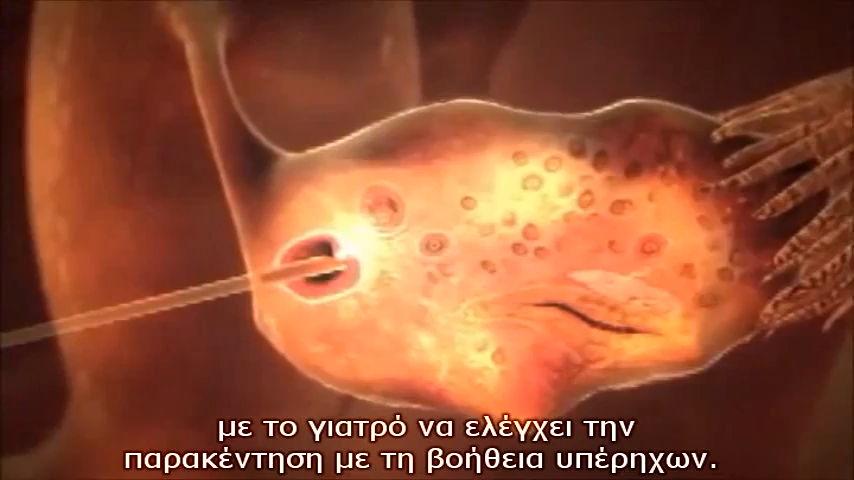 με το γιατρό να ελέγχει την
παρακέντηση με τη βοήθεια υπέρηχων.